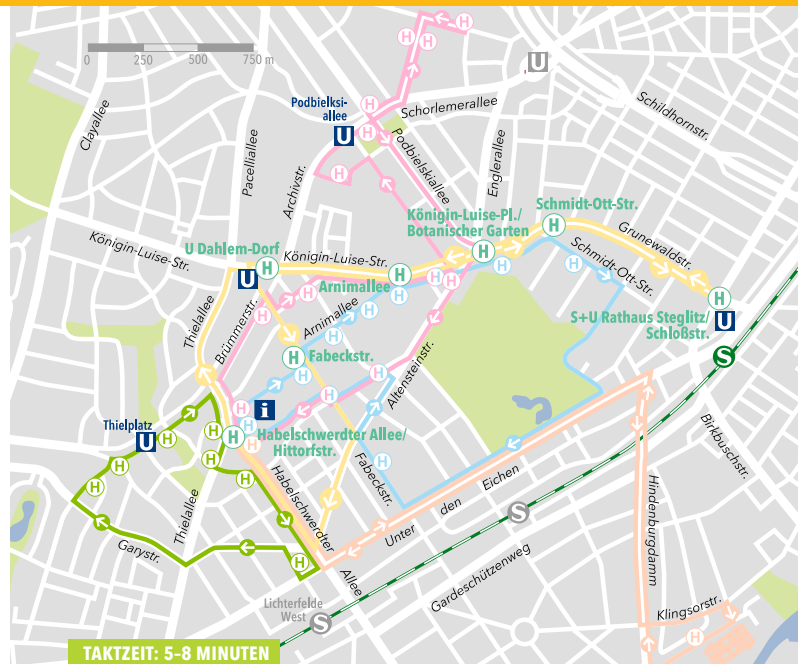 0 250 500 750 m
Clayallee
Pacelliallee
Podbielksi-
allee
U
U
Schorlemerallee
Schildhornstr.
Archivstr.
Podbielskiallee
Englerallee
Königin-Luise-Str.
U Dahlem-Dorf
U
Königin-Luise-Str.
Königin-Luise-Pl./
Botanischer Garten
Schmidt-Ott-Str.
Grunewaldstr.
Schmidt-Ott-Str.
Arnimallee
Arnimallee
Thielallee
Brümmerstr.
Fabeckstr.
S+U Rathaus Steglitz/
Schloßstr.
U
S
Altensteinstr.
i
Thielplatz
U
Habelschwerdter Allee/
Hittorfstr.
Habelschwerdter
Allee
Fabeckstr.
Thielallee
Garystr.
Unter den Eichen
Hindenburgdamm
Birkbuschstr.
S
Gardeschützenweg
Lichterfelde
West
S
Klingsorstr.
H
TAKTZEIT: 5-8 MINUTEN